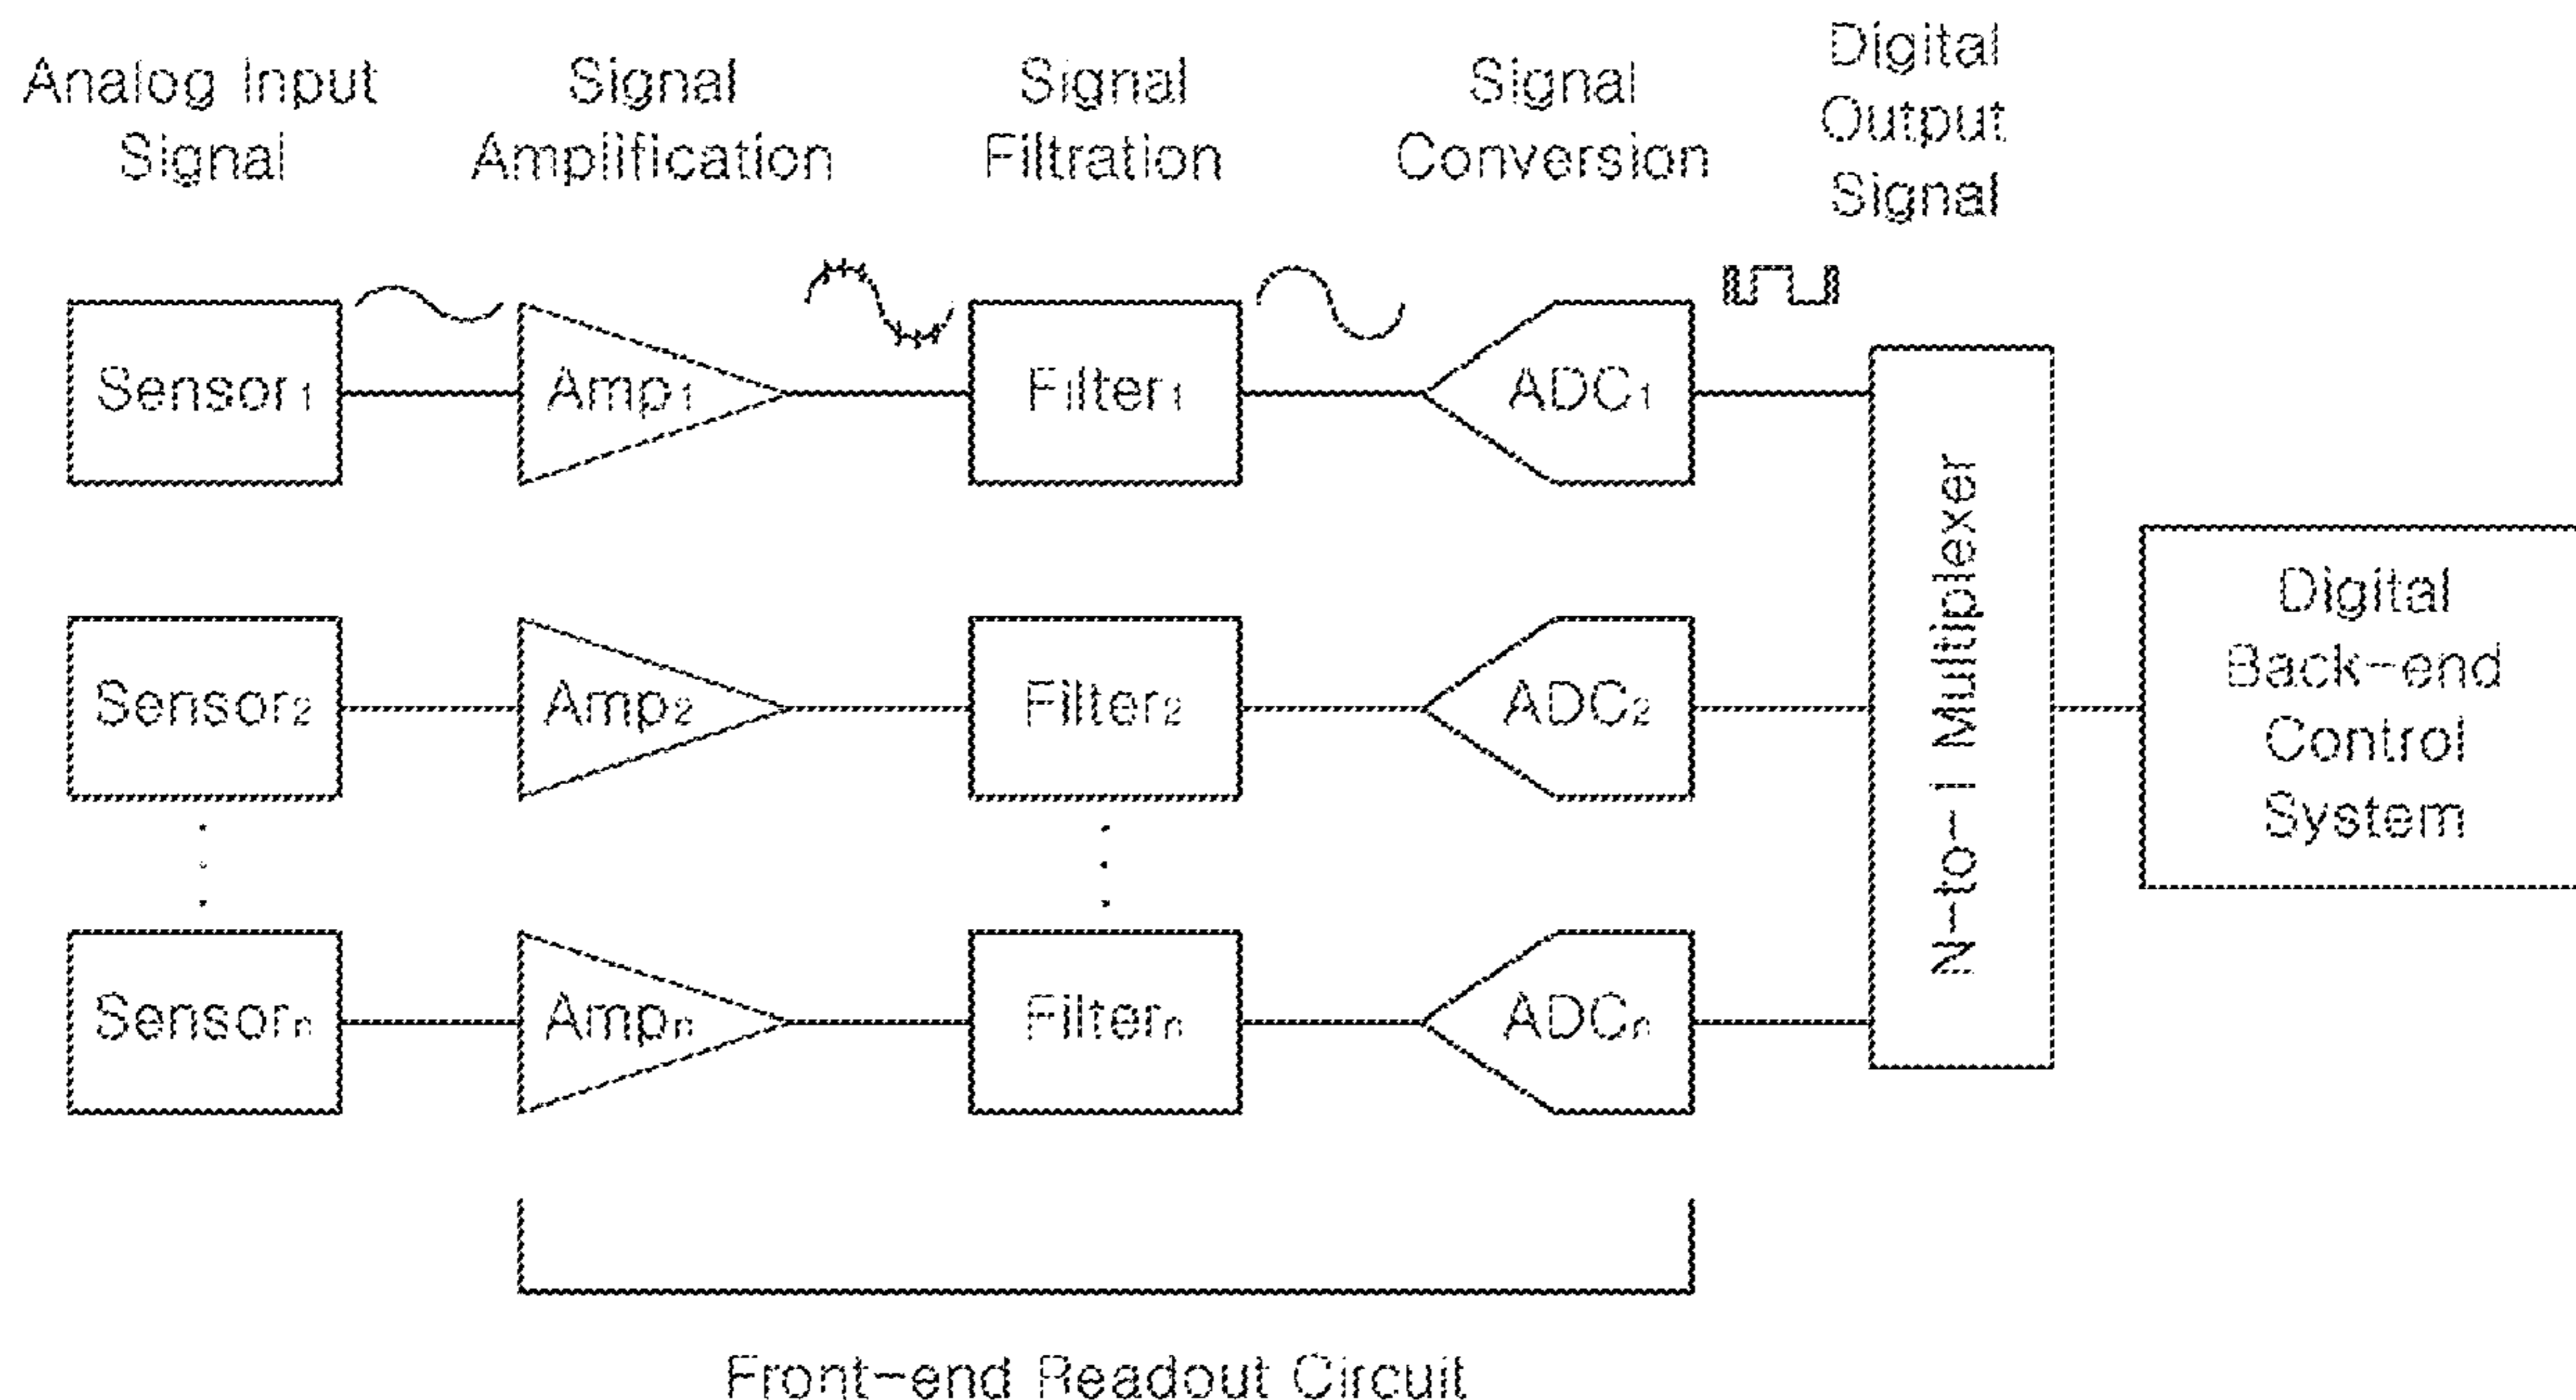 Analog Input
Signal
Signal
Amplification
Signal
Filtration
Signal
Conversion
Digital
Output
Signal
Sensor₁
Amp₁
Filter₁
ADC₁
Sensor₂
Amp₂
Filter₂
ADC₂
Sensorₙ
Ampₙ
Filterₙ
ADCₙ
N-to-1 Multiplexer
Digital
Back-end
Control
System
Front-end Readout Circuit